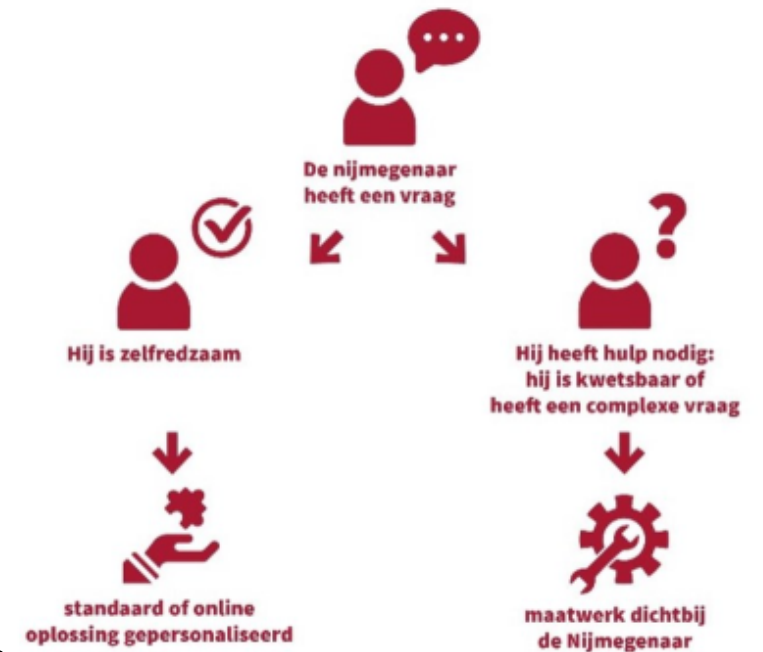 De nijmegenaar
heeft een vraag
Hij is zelfredzaam
Hij heeft hulp nodig:
hij is kwetsbaar of
heeft een complexe vraag
standaard of online
oplossing gepersonaliseerd
maatwerk dichtbij
de Nijmegenaar